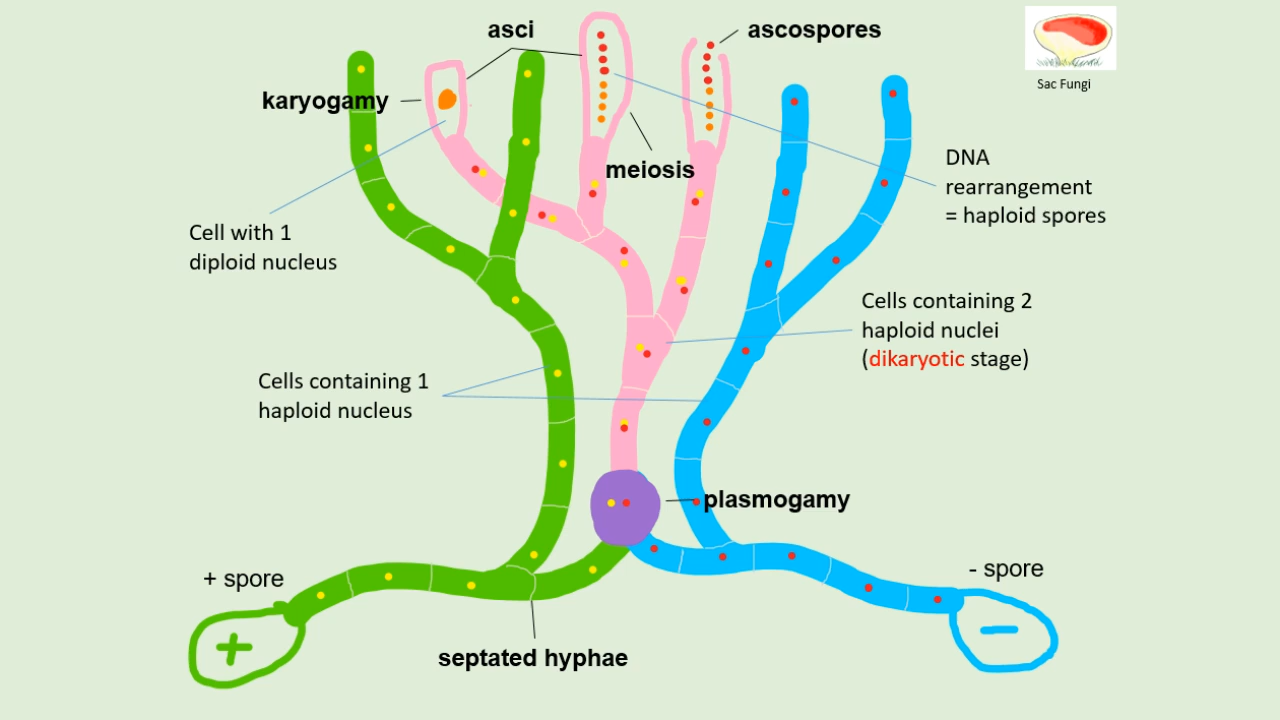 asci
ascospores
Sac Fungi
karyogamy
meiosis
DNA
rearrangement
= haploid spores
Cell with 1
diploid nucleus
Cells containing 2
haploid nuclei
(dikaryotic stage)
Cells containing 1
haploid nucleus
plasmogamy
+ spore
- spore
+
−
septated hyphae